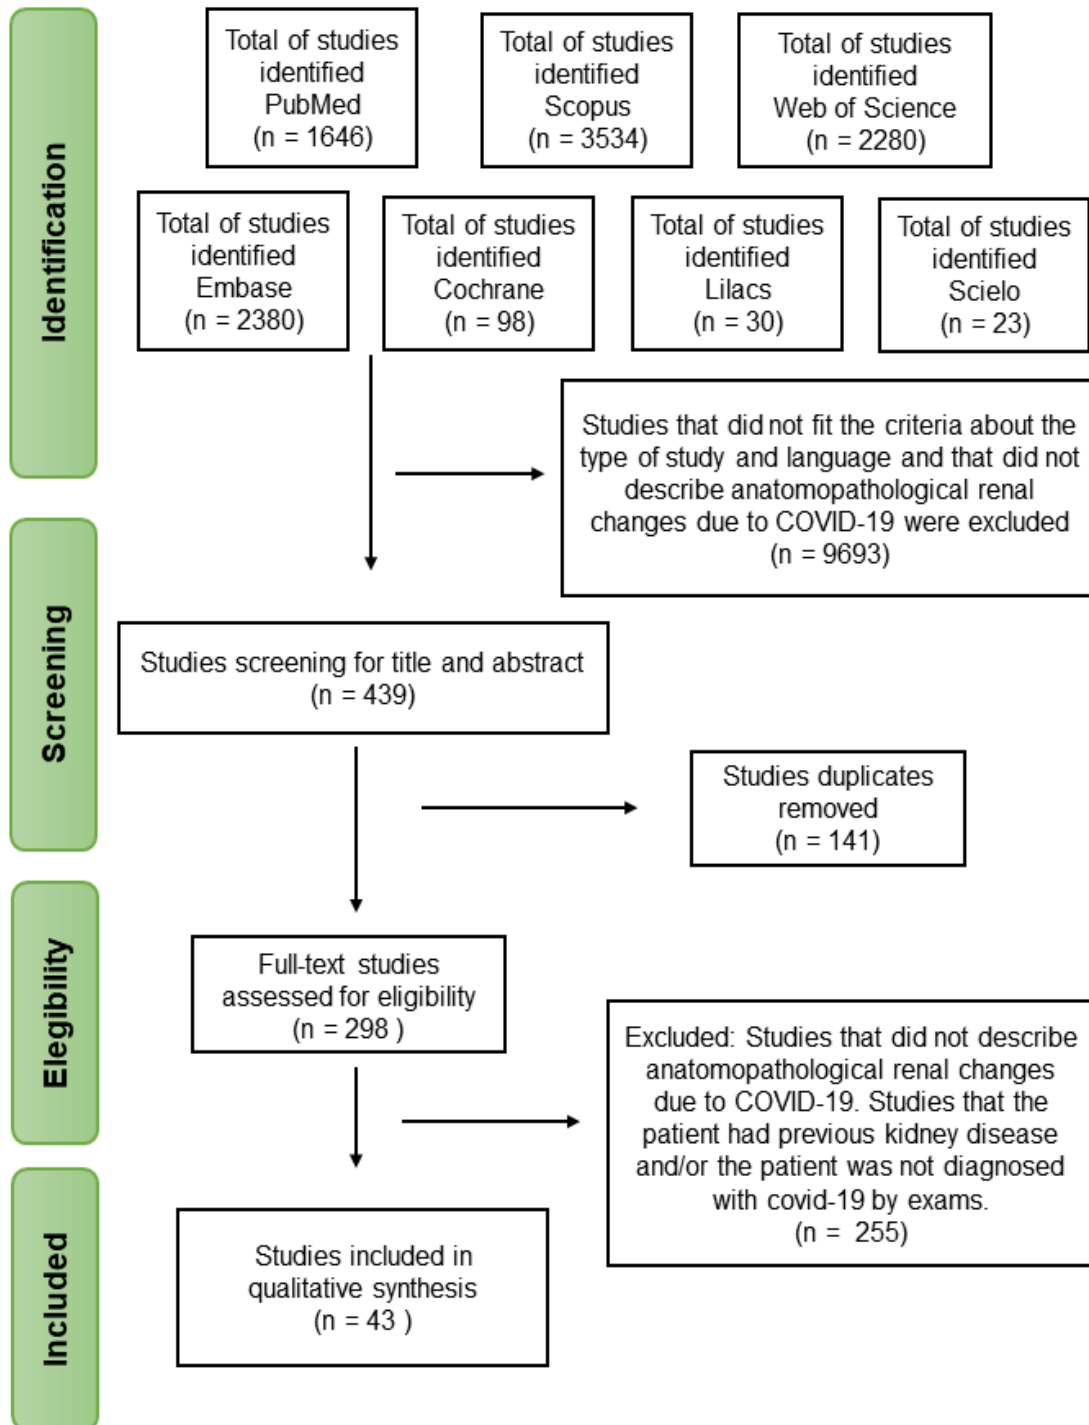 Identification
Total of studies
identified
PubMed
(n = 1646)
Total of studies
identified
Scopus
(n = 3534)
Total of studies
identified
Web of Science
(n = 2280)
Total of studies
identified
Embase
(n = 2380)
Total of studies
identified
Cochrane
(n = 98)
Total of studies
identified
Lilacs
(n = 30)
Total of studies
identified
Scielo
(n = 23)
Studies that did not fit the criteria about the
type of study and language and that did not
describe anatomopathological renal
changes due to COVID-19 were excluded
(n = 9693)
Screening
Studies screening for title and abstract
(n = 439)
Studies duplicates
removed
(n = 141)
Elegibility
Full-text studies
assessed for eligibility
(n = 298 )
Excluded: Studies that did not describe
anatomopathological renal changes
due to COVID-19. Studies that the
patient had previous kidney disease
and/or the patient was not diagnosed
with covid-19 by exams.
(n = 255)
Included
Studies included in
qualitative synthesis
(n = 43 )